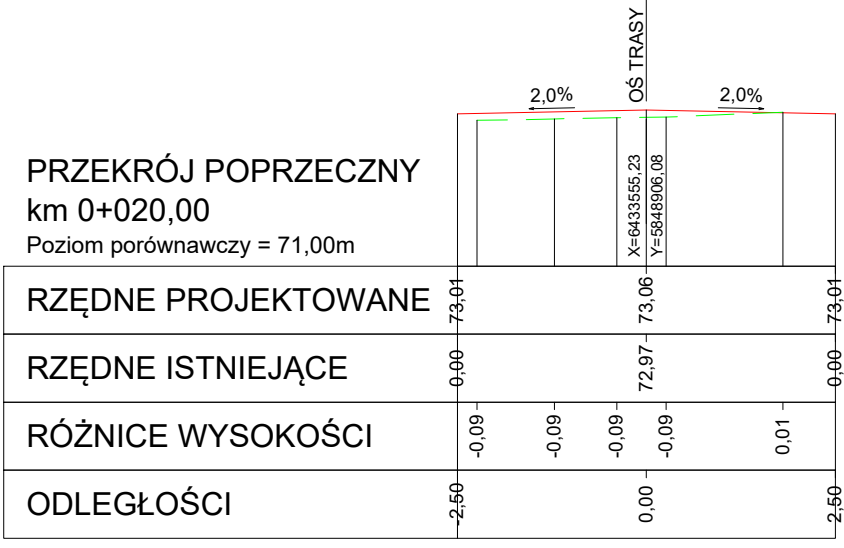 OŚ TRASY
2,0%
2,0%
X=6433555,23
Y=5848906,08
PRZEKRÓJ POPRZECZNY
km 0+020,00
Poziom porównawczy = 71,00m
RZĘDNE PROJEKTOWANE 73,01 73,06 73,01
RZĘDNE ISTNIEJĄCE 0,00 72,97 0,00
RÓŻNICE WYSOKOŚCI -0,09 -0,09 -0,09 -0,09 0,01
ODLEGŁOŚCI -2,50 0,00 2,50